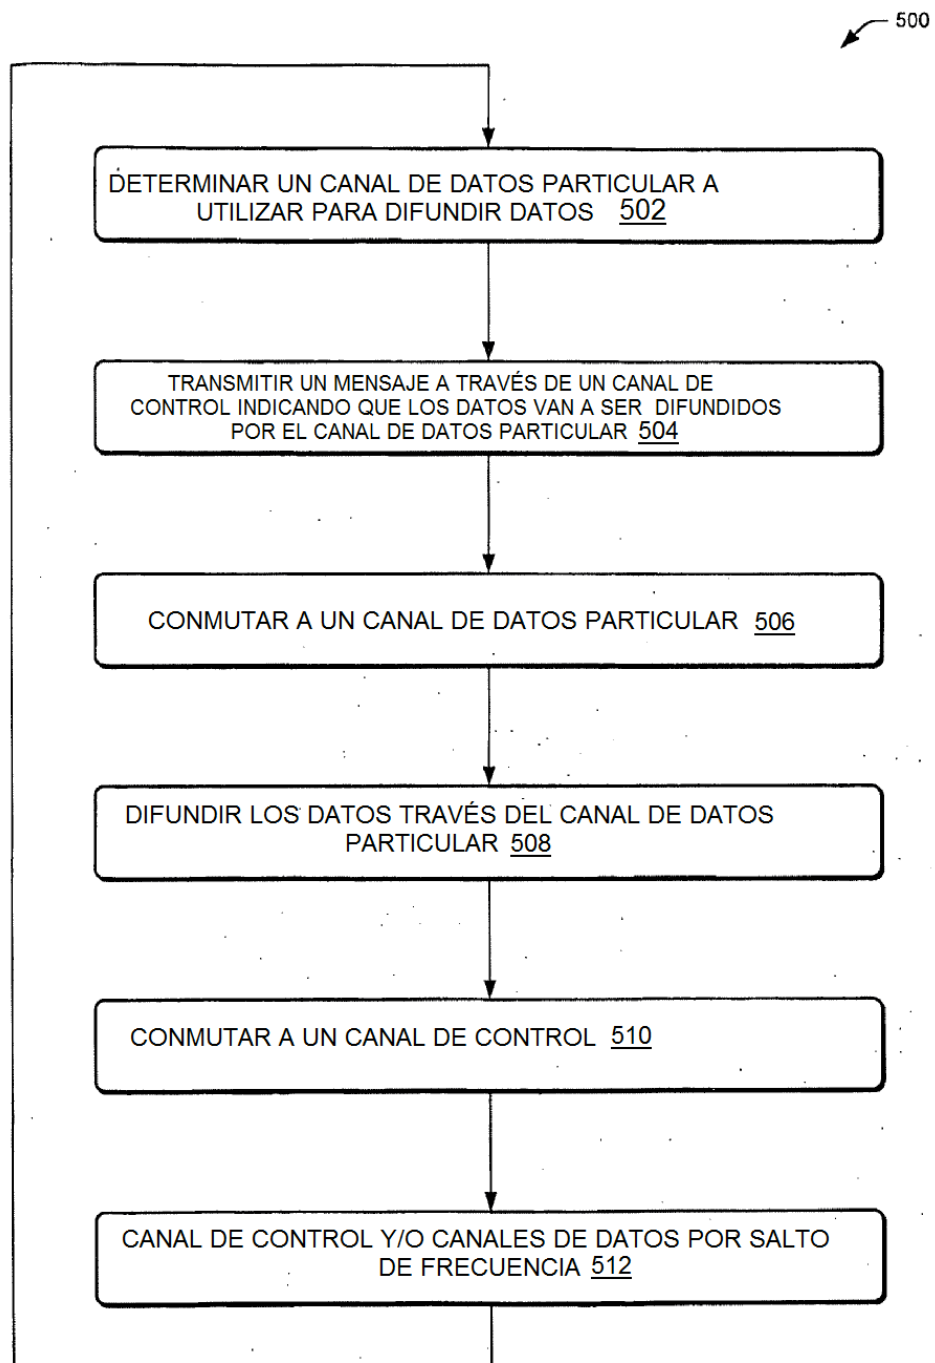 500
DETERMINAR UN CANAL DE DATOS PARTICULAR A
UTILIZAR PARA DIFUNDIR DATOS 502
TRANSMITIR UN MENSAJE A TRAVÉS DE UN CANAL DE
CONTROL INDICANDO QUE LOS DATOS VAN A SER DIFUNDIDOS
POR EL CANAL DE DATOS PARTICULAR 504
CONMUTAR A UN CANAL DE DATOS PARTICULAR 506
DIFUNDIR LOS DATOS TRAVÉS DEL CANAL DE DATOS
PARTICULAR 508
CONMUTAR A UN CANAL DE CONTROL 510
CANAL DE CONTROL Y/O CANALES DE DATOS POR SALTO
DE FRECUENCIA 512